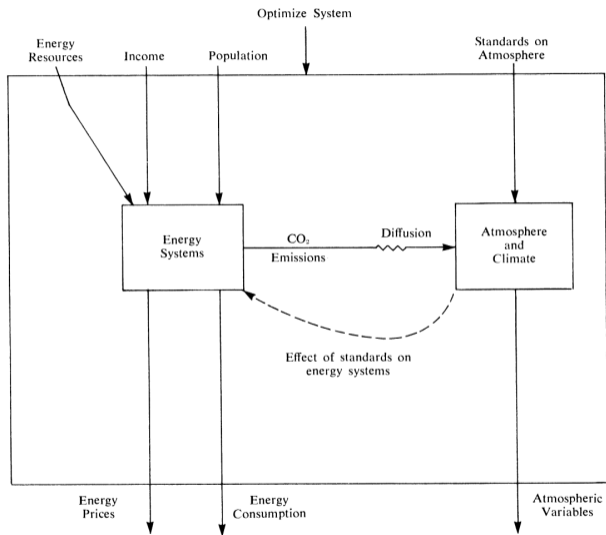 Optimize System
Energy
Resources
Income
Population
Standards on
Atmosphere
Energy
Systems
CO₂
Emissions
Diffusion
Atmosphere
and
Climate
Effect of standards on
energy systems
Energy
Prices
Energy
Consumption
Atmospheric
Variables